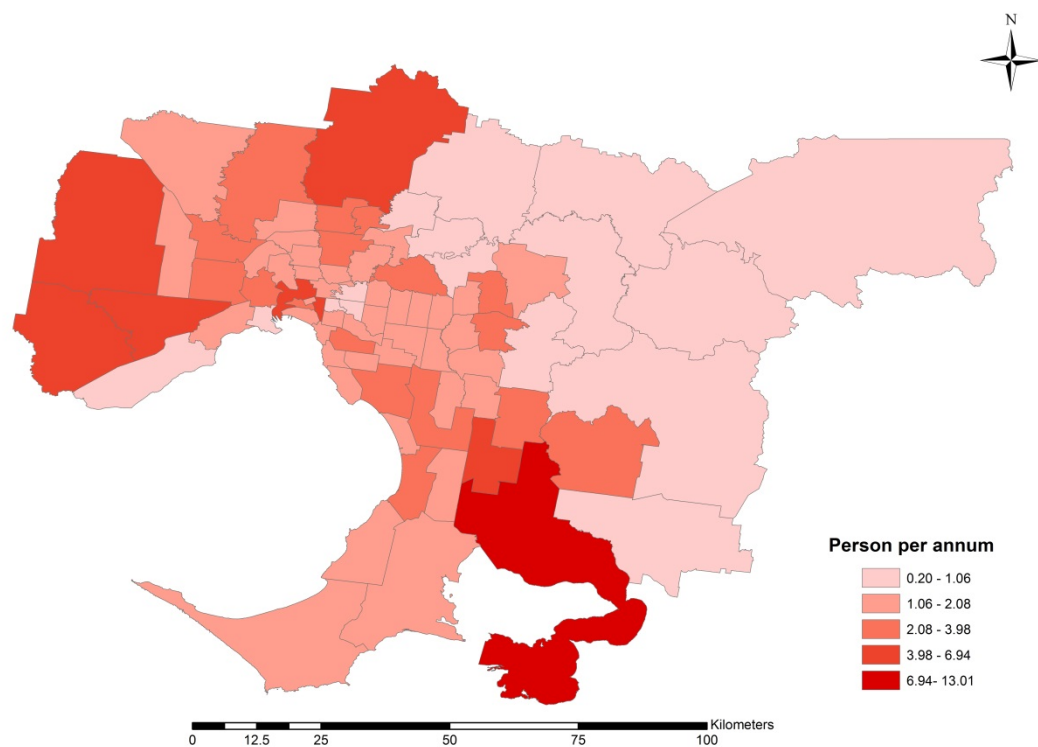 N
Person per annum
0.20 - 1.06
1.06 - 2.08
2.08 - 3.98
3.98 - 6.94
6.94- 13.01
Kilometers
0 12.5 25 50 75 100